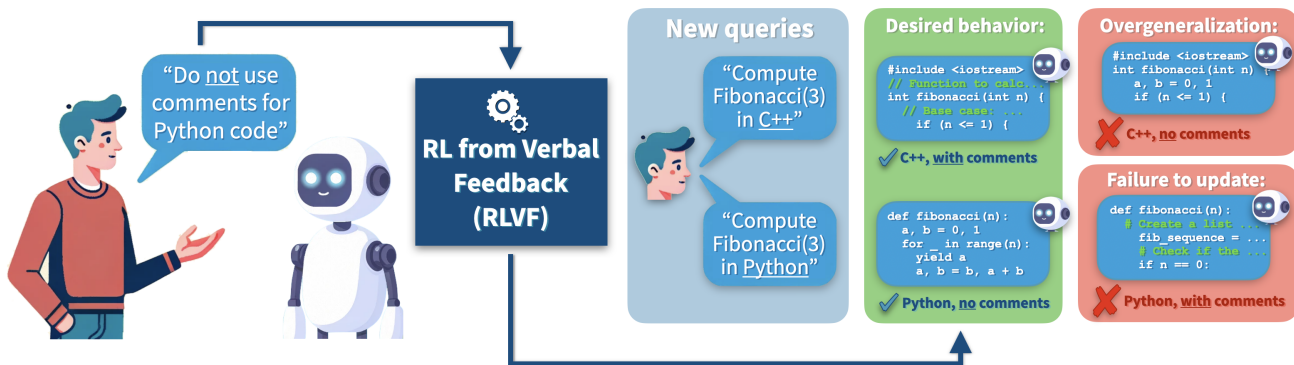 “Do not use
comments for
Python code”
RL from Verbal
Feedback
(RLVF)
New queries
“Compute
Fibonacci(3)
in C++”
“Compute
Fibonacci(3)
in Python”
Desired behavior:
#include <iostream>
// Function to calc...
int fibonacci(int n) {
// Base case: ...
if (n <= 1) {
C++, with comments
def fibonacci(n):
a, b = 0, 1
for _ in range(n):
yield a
a, b = b, a + b
Python, no comments
Overgeneralization:
#include <iostream>
int fibonacci(int n) {
a, b = 0, 1
if (n <= 1) {
C++, no comments
Failure to update:
def fibonacci(n):
# Create a list ...
fib_sequence = ...
# Check if the ...
if n == 0:
Python, with comments